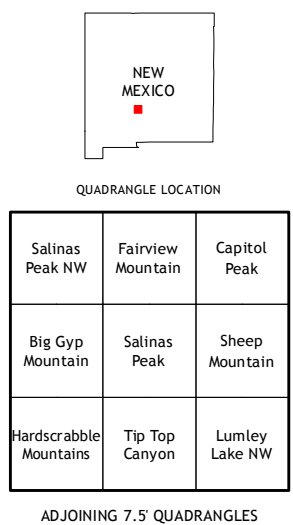 NEW
MEXICO
QUADRANGLE LOCATION
Salinas
Peak NW
Fairview
Mountain
Capitol
Peak
Big Gyp
Mountain
Salinas
Peak
Sheep
Mountain
Hardscrabble
Mountains
Tip Top
Canyon
Lumley
Lake NW
ADJOINING 7.5' QUADRANGLES